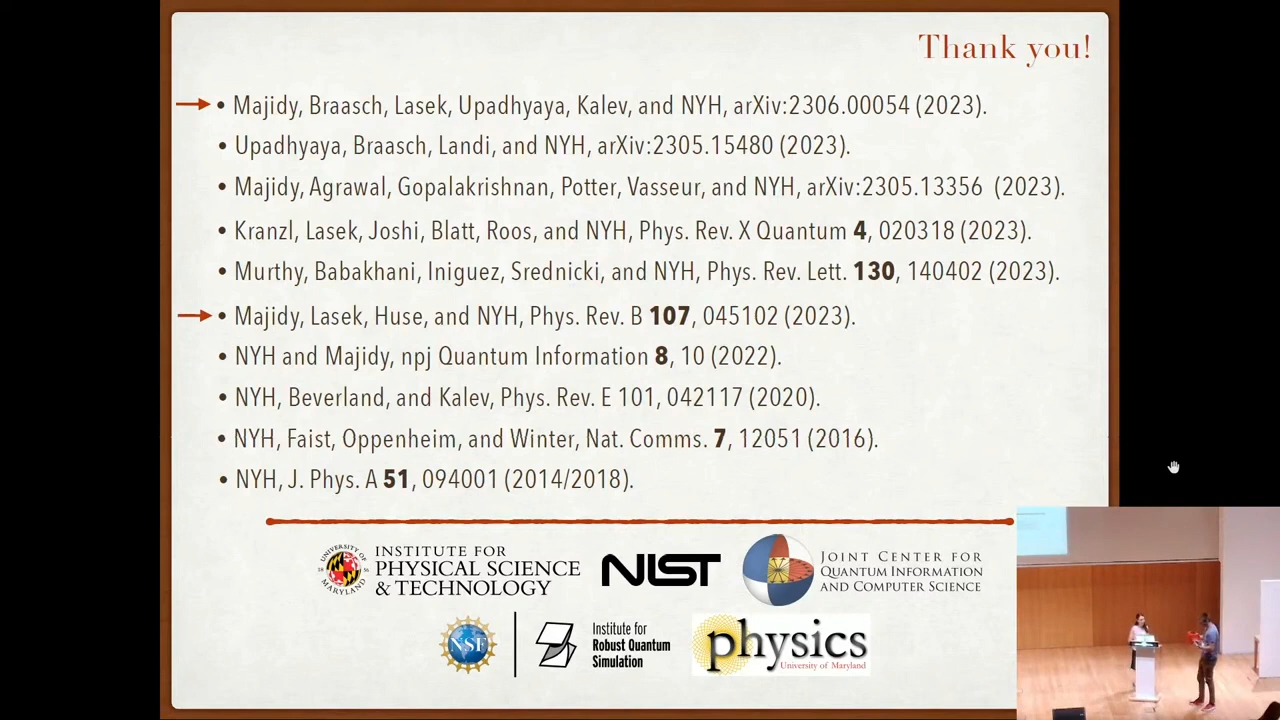 Thank you!
• Majidy, Braasch, Lasek, Upadhyaya, Kalev, and NYH, arXiv:2306.00054 (2023).
• Upadhyaya, Braasch, Landi, and NYH, arXiv:2305.15480 (2023).
• Majidy, Agrawal, Gopalakrishnan, Potter, Vasseur, and NYH, arXiv:2305.13356 (2023).
• Kranzl, Lasek, Joshi, Blatt, Roos, and NYH, Phys. Rev. X Quantum 4, 020318 (2023).
• Murthy, Babakhani, Iniguez, Srednicki, and NYH, Phys. Rev. Lett. 130, 140402 (2023).
• Majidy, Lasek, Huse, and NYH, Phys. Rev. B 107, 045102 (2023).
• NYH and Majidy, npj Quantum Information 8, 10 (2022).
• NYH, Beverland, and Kalev, Phys. Rev. E 101, 042117 (2020).
• NYH, Faist, Oppenheim, and Winter, Nat. Comms. 7, 12051 (2016).
• NYH, J. Phys. A 51, 094001 (2014/2018).
UNIVERSITY OF
MARYLAND
18 56
INSTITUTE FOR
PHYSICAL SCIENCE
& TECHNOLOGY
NIST
JOINT CENTER FOR
QUANTUM INFORMATION
AND COMPUTER SCIENCE
NSF
Institute for
Robust Quantum
Simulation
physics
University of Maryland